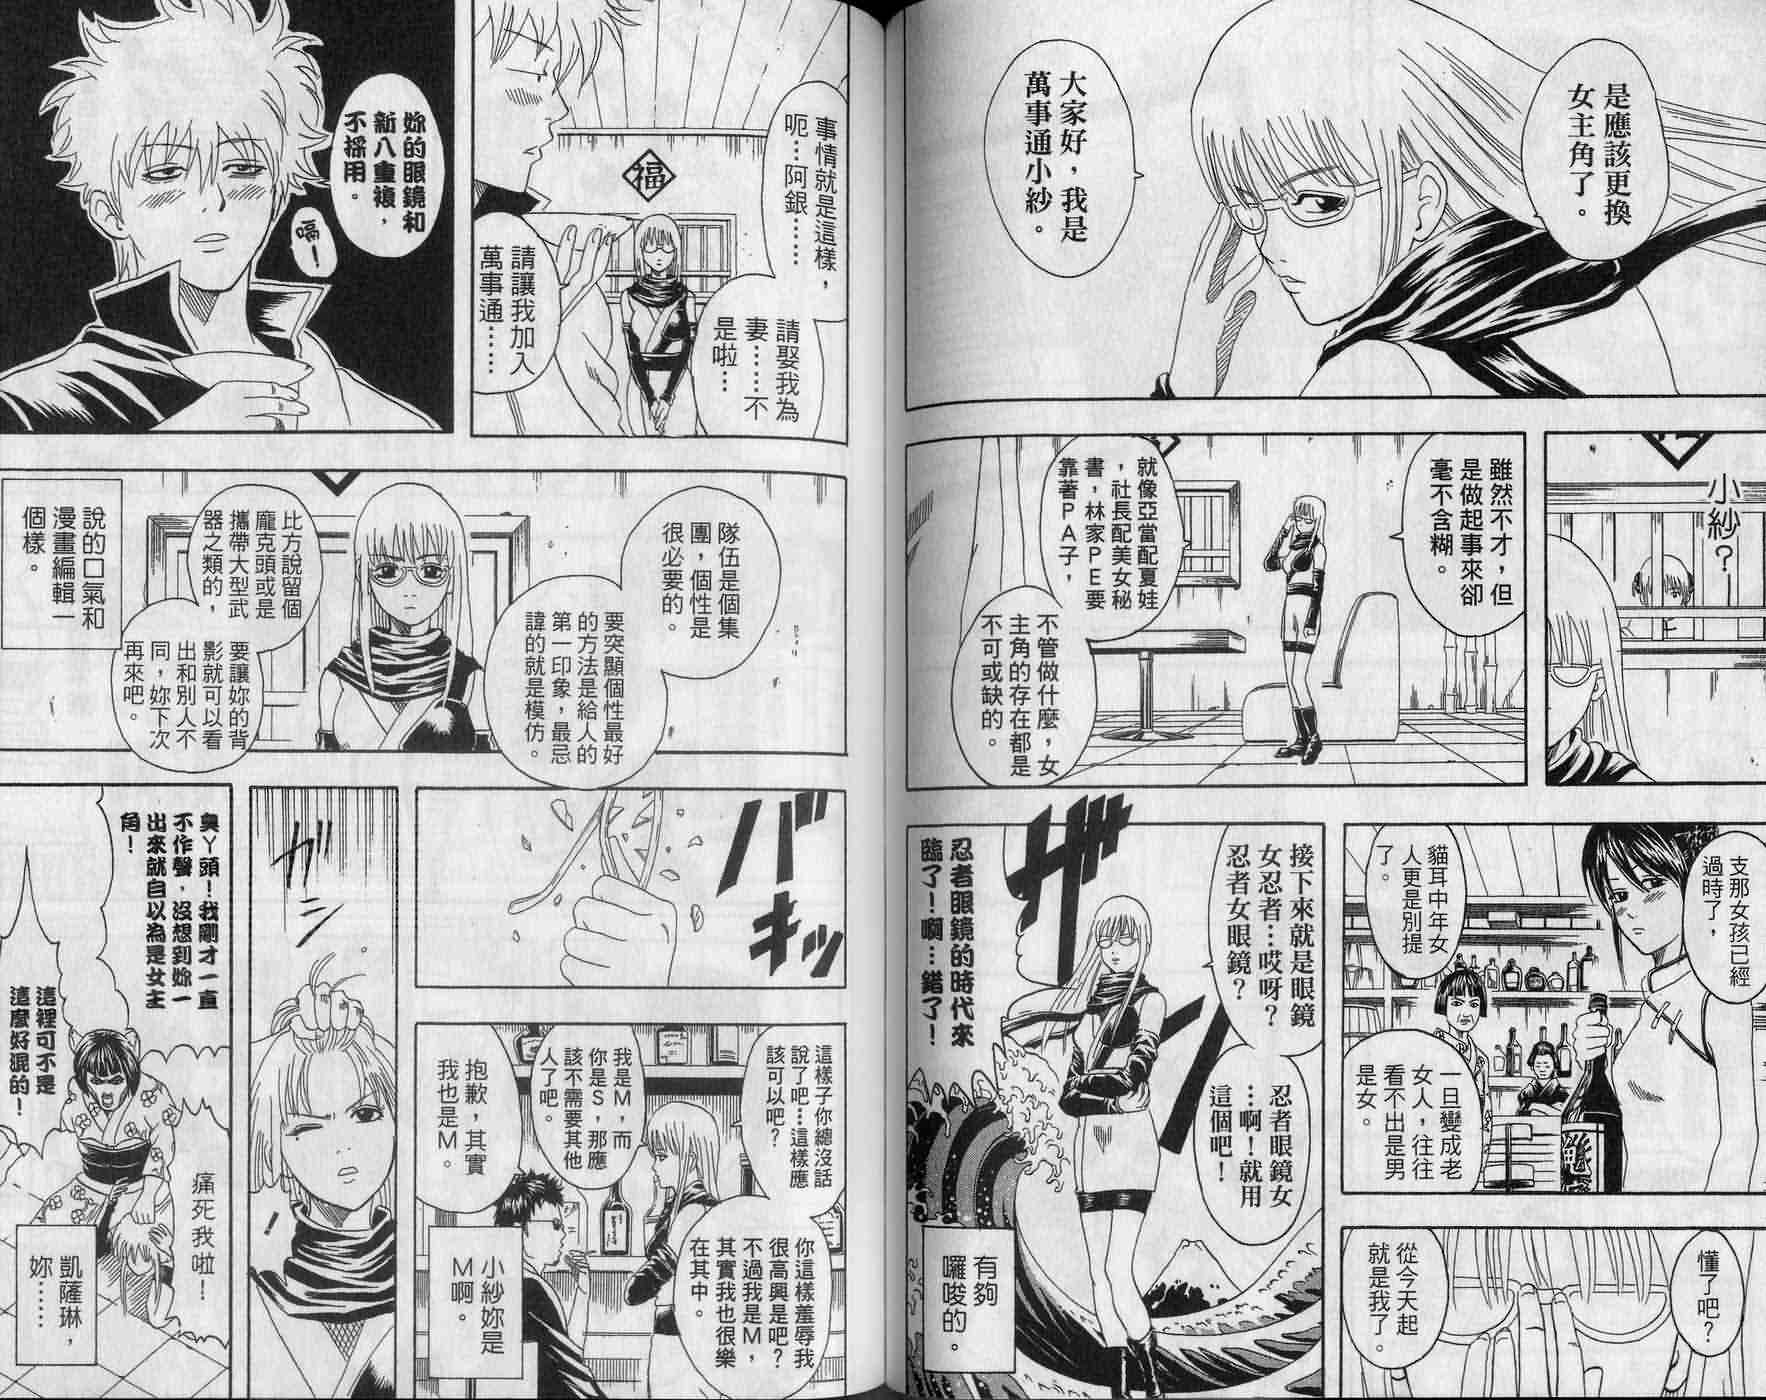 是應該更換
女主角了。
大家好，我是
萬事通小紗。
小紗？
雖然不才，但
是做起事來卻
毫不含糊。
就像亞當配夏娃
，社長配美女秘
書，林家PE要
靠著PA子，
不管做什麼，女
主角的存在都是
不可或缺的。
支那女孩已經
過時了，
貓耳中年女
人更是別提
了。
一旦變成老
女人，往往
看不出是男
是女。
懂了吧？
從今天起
就是我了。
接下來就是眼鏡
女忍者…哎呀？
忍者女眼鏡？
忍者眼鏡女
…啊！就用
這個吧！
忍者眼鏡的時代來
臨了！啊…錯了！
有夠
囉唆的。
事情就是這樣，
呃…阿銀……
請娶我為
妻……不
是啦…
請讓我加入
萬事通……
福
妳的眼鏡和
新八重複，
不採用。
嗝！
隊伍是個集
團，個性是
很必要的。
要突顯個性最好
的方法是給人的
第一印象，最忌
諱的就是模仿。
比方說留個
龐克頭或是
攜帶大型武
器之類的，
要讓妳的背
影就可以看
出和別人不
同，妳下次
再來吧。
說的口氣和
漫畫編輯一
個樣。
バキッ
這樣子你總沒話
說了吧…這樣應
該可以吧？
我是M，而
你是S，那應
該不需要其他
人了吧。
抱歉，其實
我也是M。
你這樣羞辱我
很高興是吧？
不過我是M，
其實我也很樂
在其中。
小紗妳是
M啊。
ガシ
臭丫頭！我剛才一直
不作聲，沒想到妳一
出來就自以為是女主
角！
這裡可不是
這麼好混的！
痛死我啦！
凱薩琳，
妳……